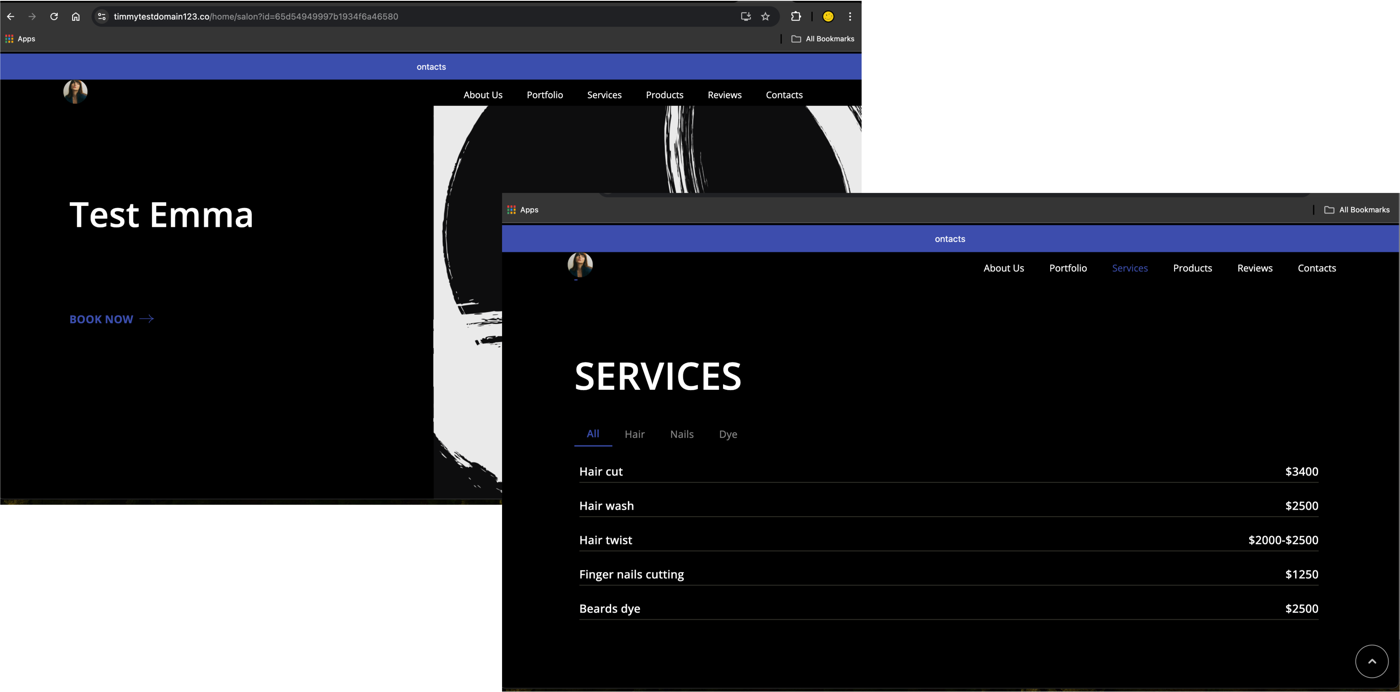 timmytestdomain123.co/home/salon?id=65d54949997b1934f6a46580
Apps
All Bookmarks
ontacts
About Us Portfolio Services Products Reviews Contacts
Test Emma
BOOK NOW
Apps
All Bookmarks
ontacts
About Us Portfolio Services Products Reviews Contacts
SERVICES
All Hair Nails Dye
Hair cut $3400
Hair wash $2500
Hair twist $2000-$2500
Finger nails cutting $1250
Beards dye $2500